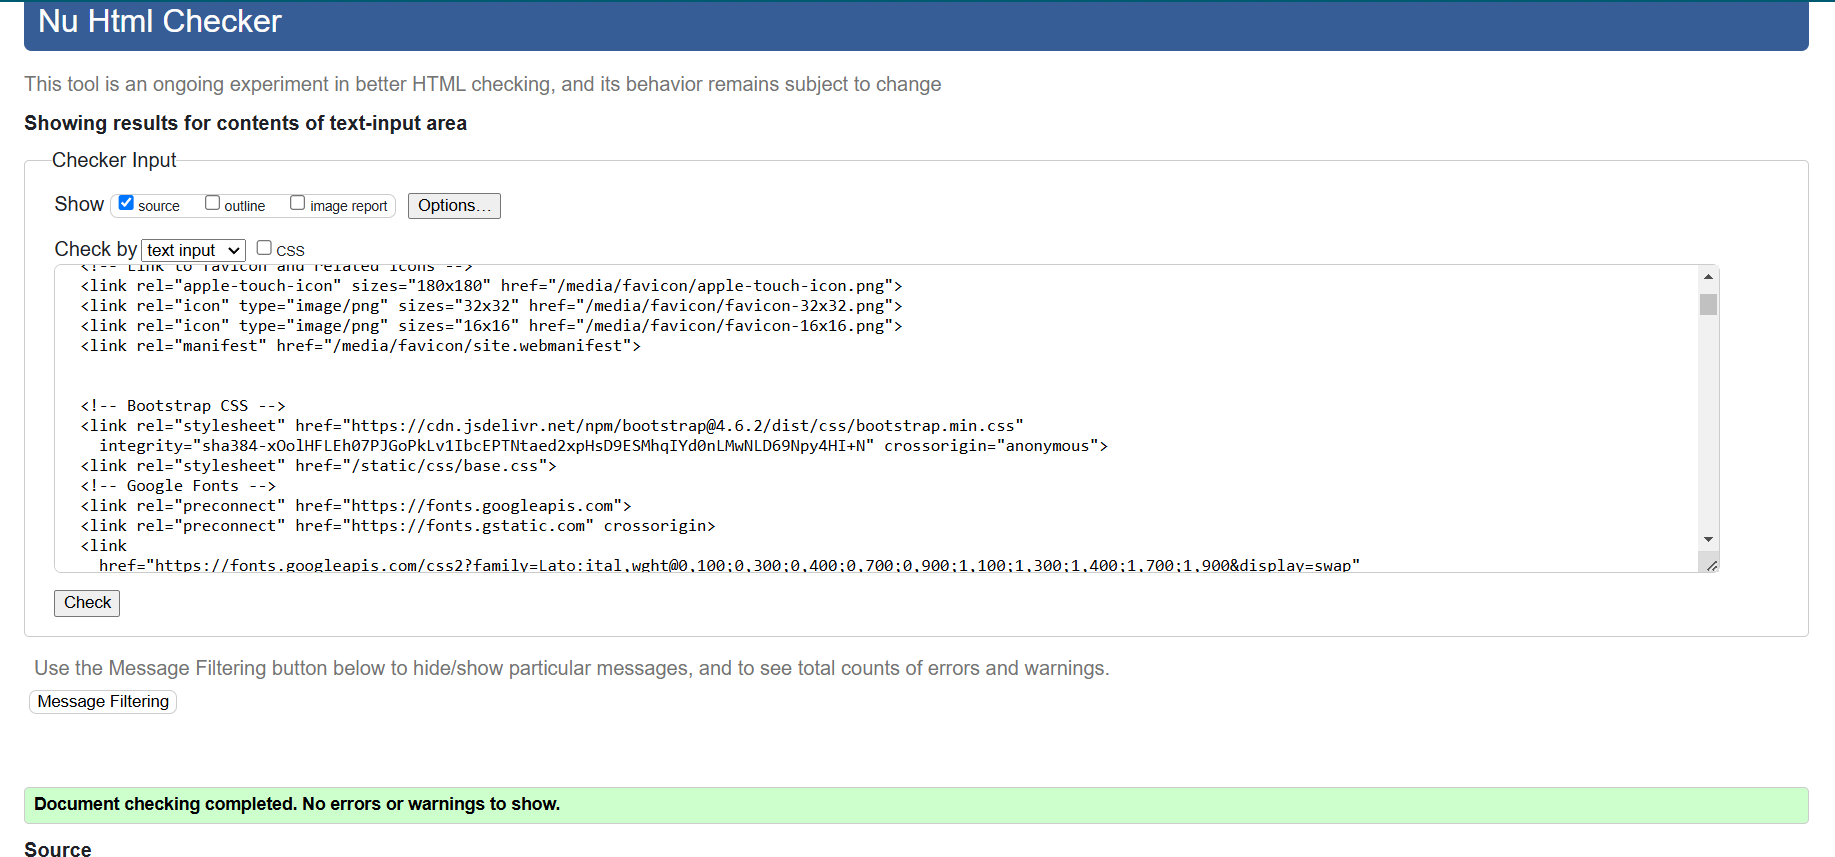 Nu Html Checker
This tool is an ongoing experiment in better HTML checking, and its behavior remains subject to change
Showing results for contents of text-input area
Checker Input
Show source outline image report Options...
Check by text input CSS
<!-- Link to favicon and related icons -->
<link rel="apple-touch-icon" sizes="180x180" href="/media/favicon/apple-touch-icon.png">
<link rel="icon" type="image/png" sizes="32x32" href="/media/favicon/favicon-32x32.png">
<link rel="icon" type="image/png" sizes="16x16" href="/media/favicon/favicon-16x16.png">
<link rel="manifest" href="/media/favicon/site.webmanifest">
<!-- Bootstrap CSS -->
<link rel="stylesheet" href="https://cdn.jsdelivr.net/npm/bootstrap@4.6.2/dist/css/bootstrap.min.css"
integrity="sha384-xOolHFLEh07PJGoPkLv1IbcEPTNtaed2xpHsD9ESMhqIYd0nLMwNLD69Npy4HI+N" crossorigin="anonymous">
<link rel="stylesheet" href="/static/css/base.css">
<!-- Google Fonts -->
<link rel="preconnect" href="https://fonts.googleapis.com">
<link rel="preconnect" href="https://fonts.gstatic.com" crossorigin>
<link
href="https://fonts.googleapis.com/css2?family=Lato:ital,wght@0,100;0,300;0,400;0,700;0,900;1,100;1,300;1,400;1,700;1,900&display=swap"
Check
Use the Message Filtering button below to hide/show particular messages, and to see total counts of errors and warnings.
Message Filtering
Document checking completed. No errors or warnings to show.
Source